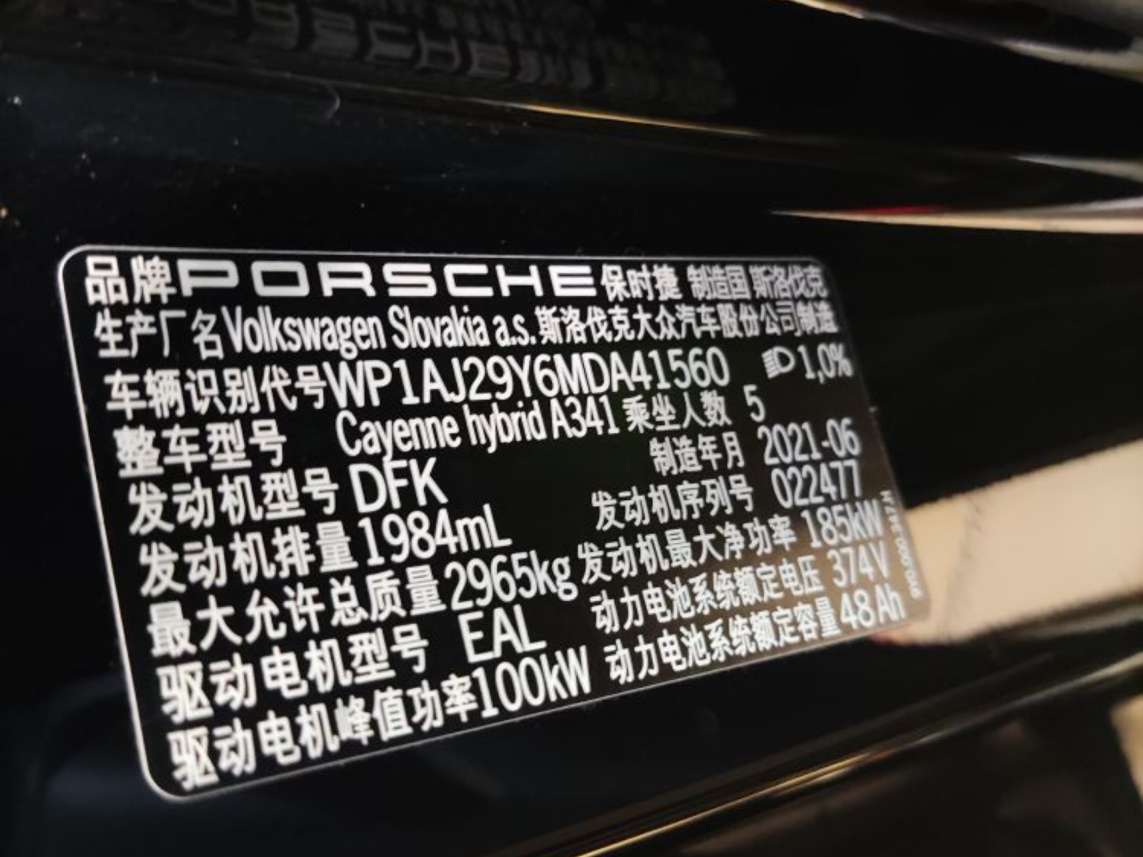 品牌PORSCHE保时捷 制造国 斯洛伐克
生产厂名Volkswagen Slovakia a.s.斯洛伐克大众汽车股份公司制造
车辆识别代号WP1AJ29Y6MDA41560 1,0%
整车型号 Cayenne hybrid A341 乘坐人数 5
发动机型号DFK 制造年月 2021-06
发动机排量1984mL 发动机序列号 022477
最大允许总质量2965kg 发动机最大净功率 185kW
驱动电机型号 EAL 动力电池系统额定电压 374V
驱动电机峰值功率100kW 动力电池系统额定容量48Ah